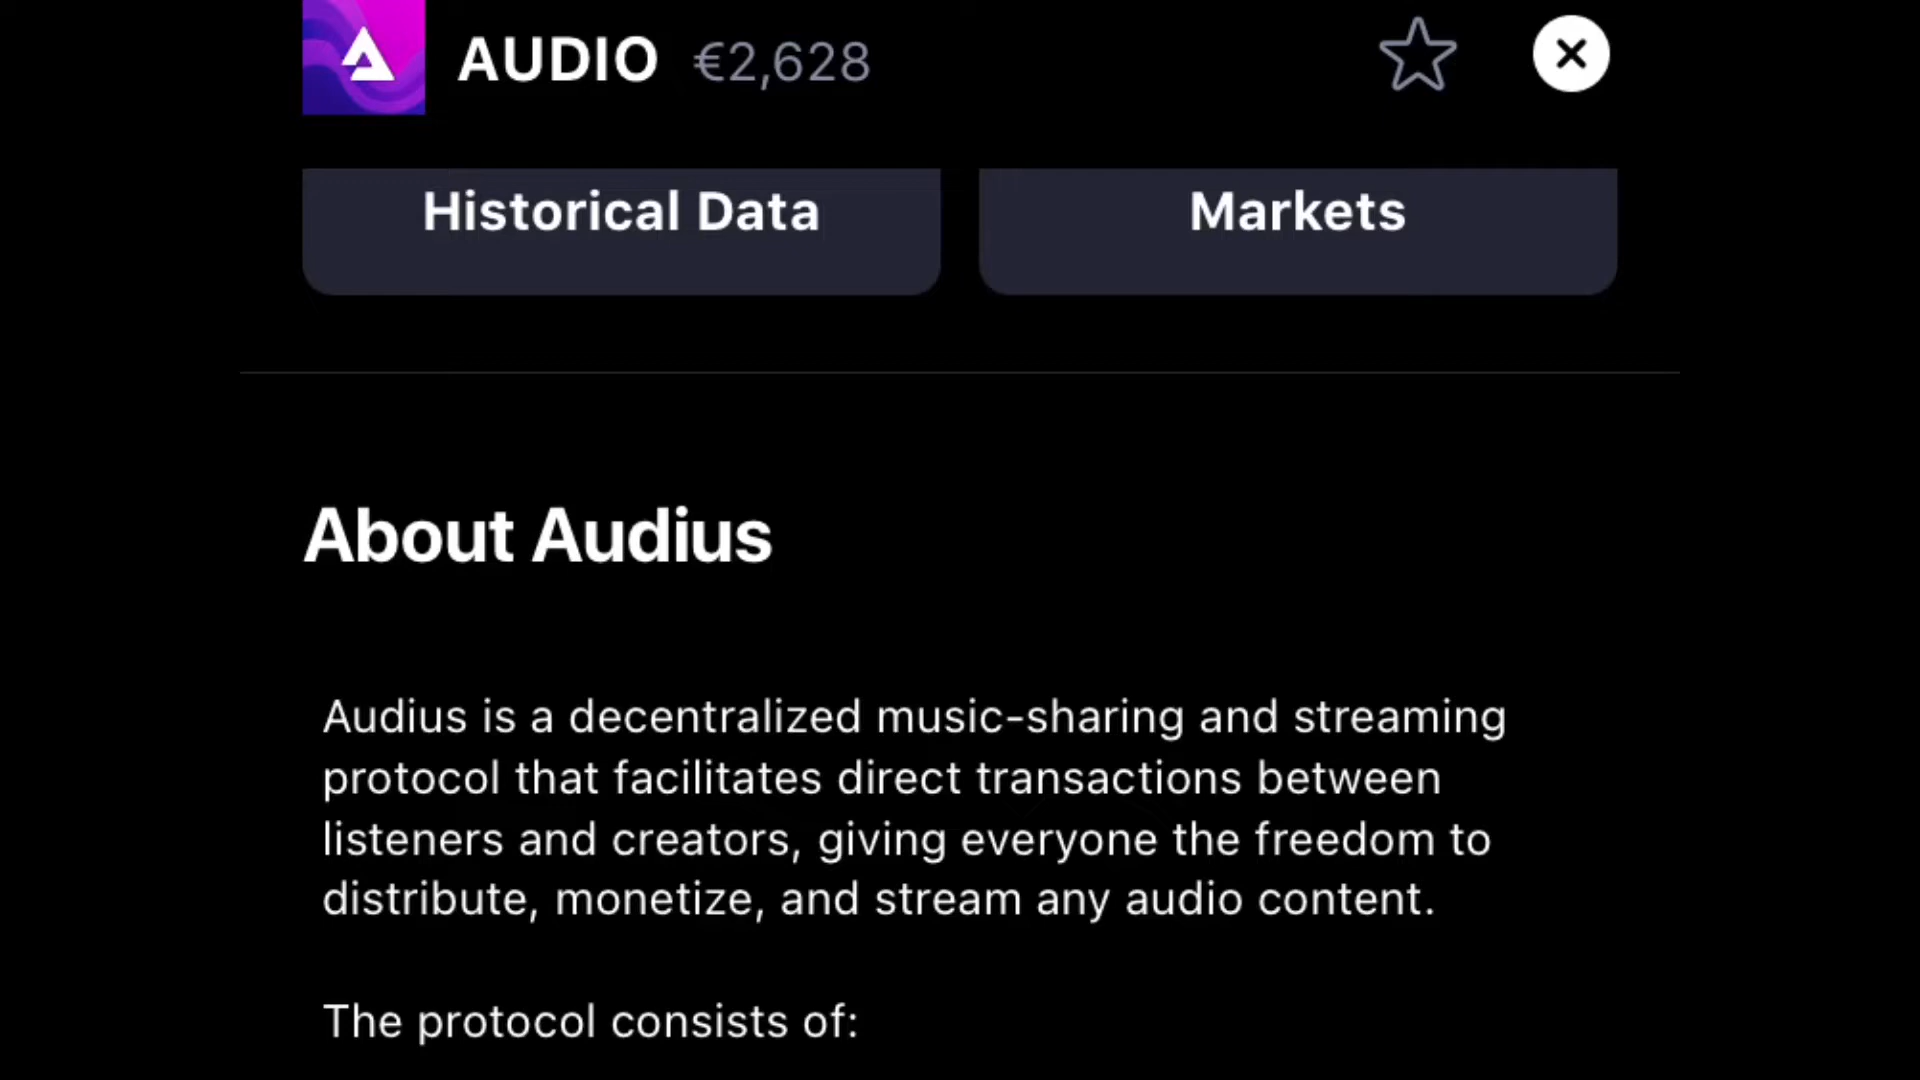 AUDIO €2,628
Historical Data
Markets
About Audius
Audius is a decentralized music-sharing and streaming
protocol that facilitates direct transactions between
listeners and creators, giving everyone the freedom to
distribute, monetize, and stream any audio content.
The protocol consists of: